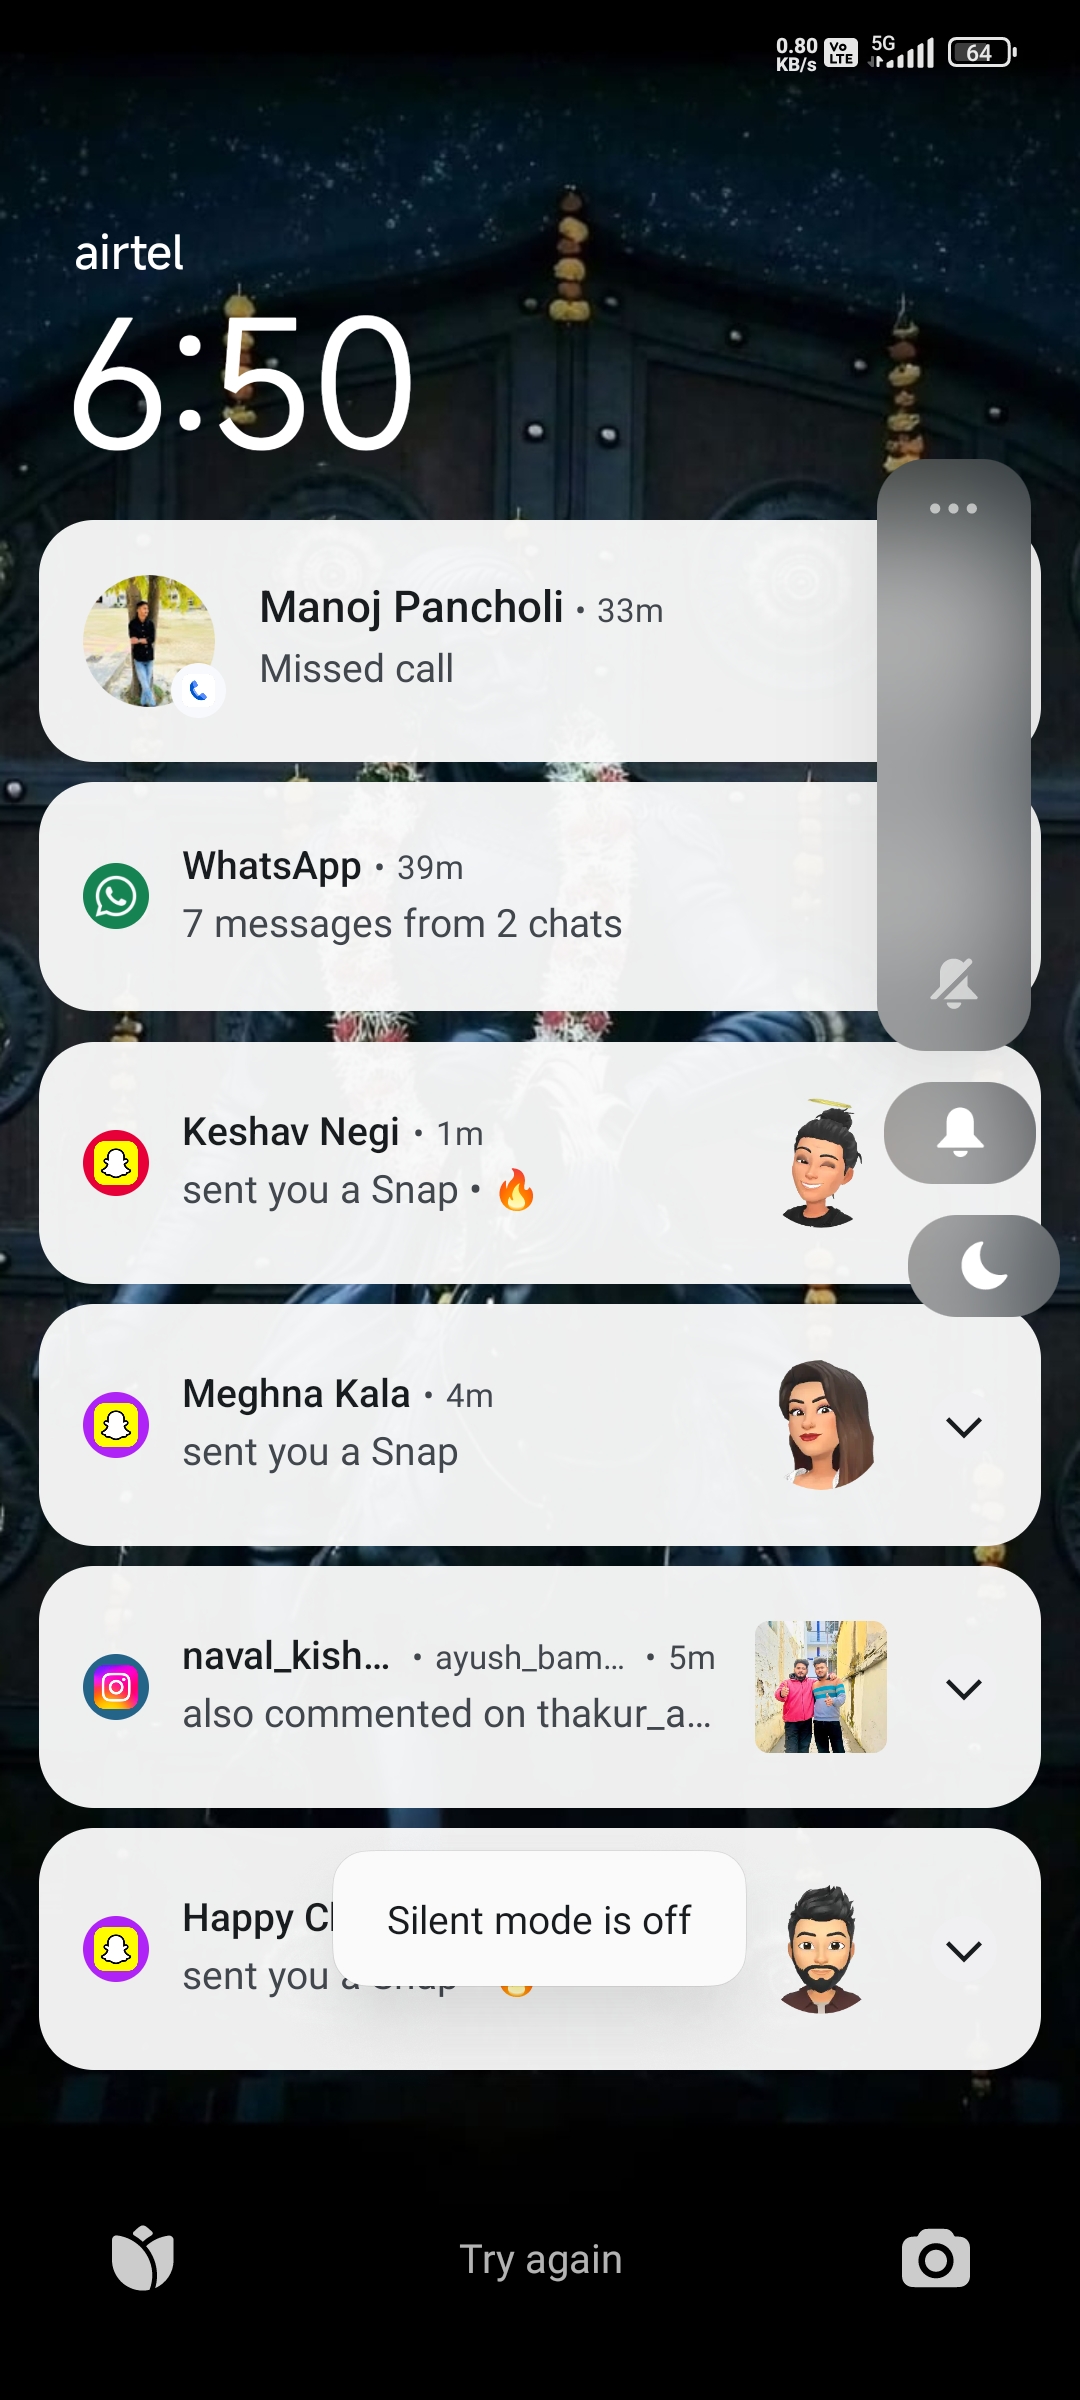 0.80 KB/s Vo LTE 5G 64
airtel
6:50
Manoj Pancholi • 33m
Missed call
WhatsApp • 39m
7 messages from 2 chats
Keshav Negi • 1m
sent you a Snap • 🔥
Meghna Kala • 4m
sent you a Snap
naval_kish... • ayush_bam... • 5m
also commented on thakur_a...
Happy
Silent mode is off
sent you a Snap
Try again